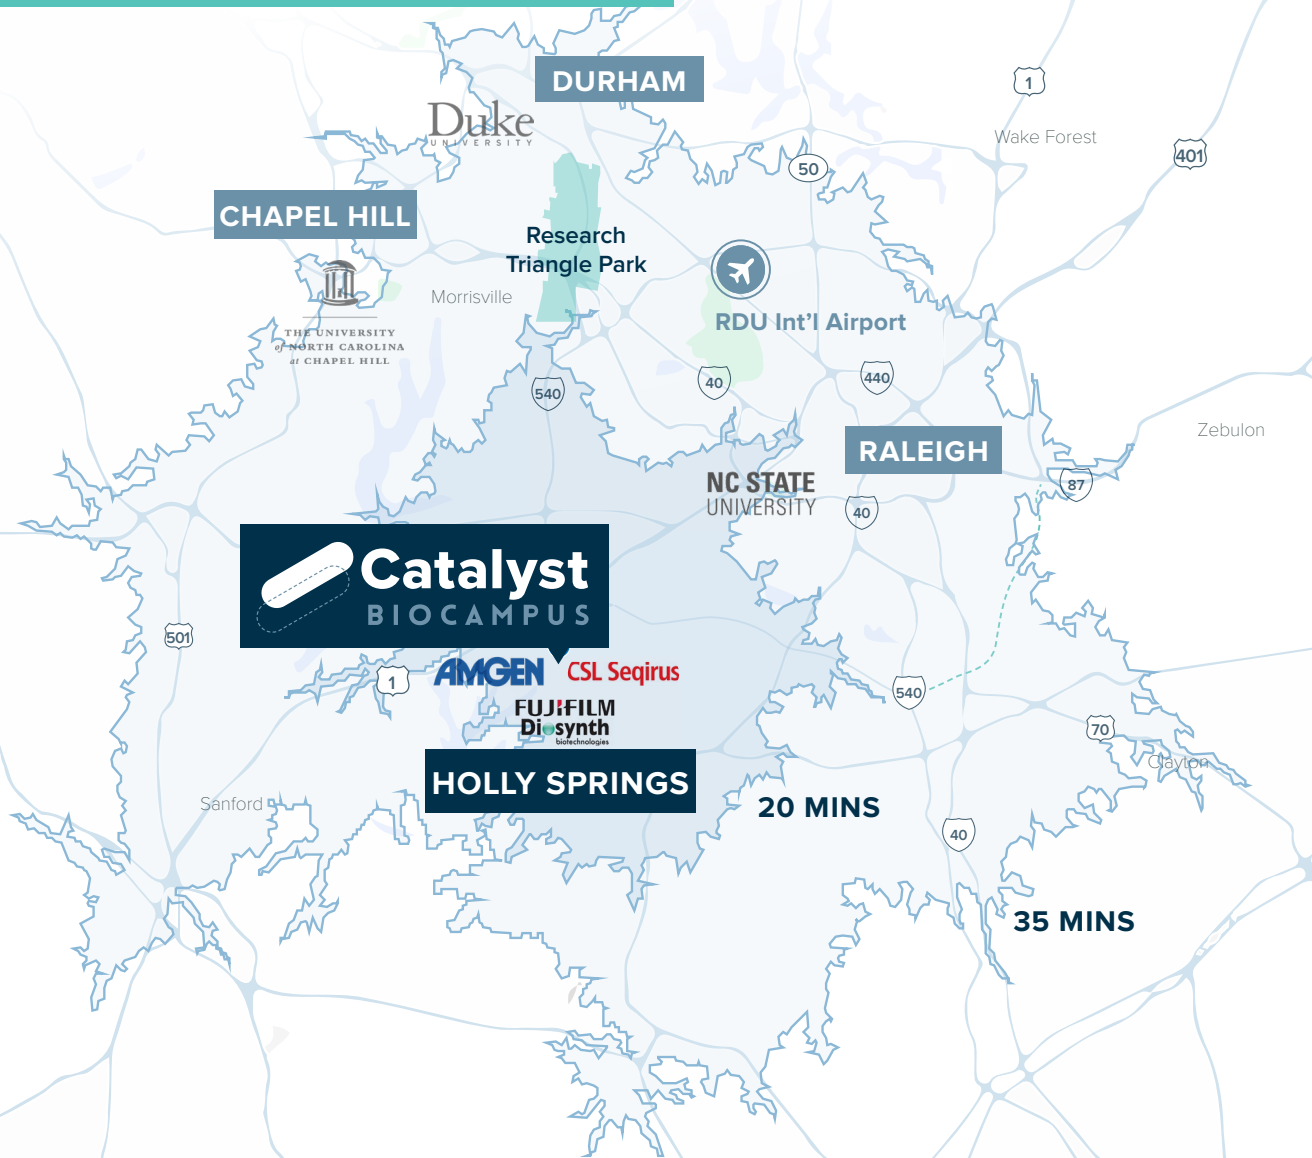 DURHAM
1
Duke
UNIVERSITY
Wake Forest
401
50
CHAPEL HILL
Research
Triangle Park
Morrisville
RDU Int'l Airport
THE UNIVERSITY
of NORTH CAROLINA
at CHAPEL HILL
540
40
440
Zebulon
RALEIGH
NC STATE
UNIVERSITY
87
40
Catalyst
BIOCAMPUS
501
1
AMGEN
CSL Seqirus
540
FUJIFILM
Diosynth
biotechnologies
70
Clayton
HOLLY SPRINGS
Sanford
20 MINS
40
35 MINS